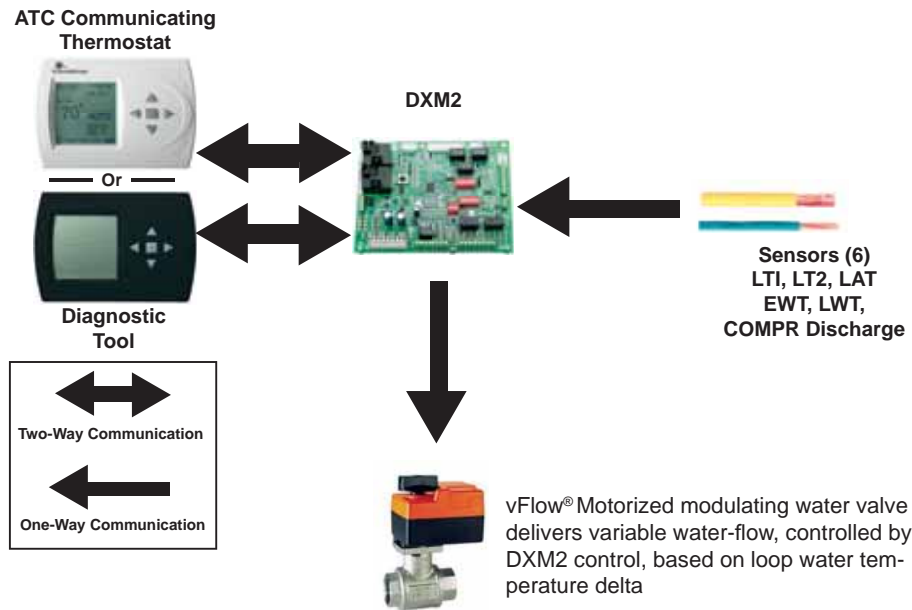 ATC Communicating
Thermostat
70°
Or
Diagnostic
Tool
DXM2
Sensors (6)
LTI, LT2, LAT
EWT, LWT,
COMPR Discharge
Two-Way Communication
One-Way Communication
vFlow® Motorized modulating water valve
delivers variable water-flow, controlled by
DXM2 control, based on loop water tem-
perature delta